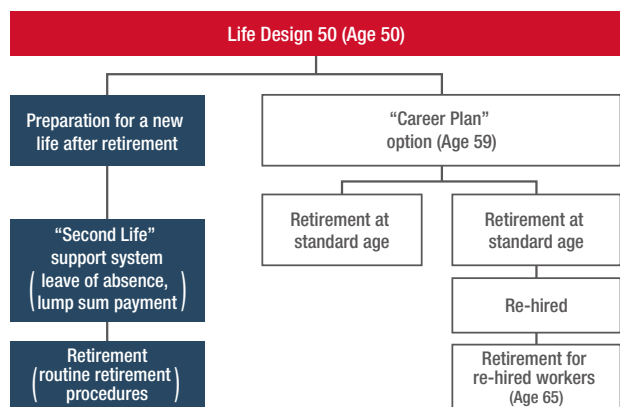 Life Design 50 (Age 50)
Preparation for a new
life after retirement
“Career Plan”
option (Age 59)
“Second Life”
support system
(leave of absence,
lump sum payment)
Retirement at
standard age
Retirement at
standard age
Re-hired
Retirement
(routine retirement
procedures)
Retirement for
re-hired workers
(Age 65)